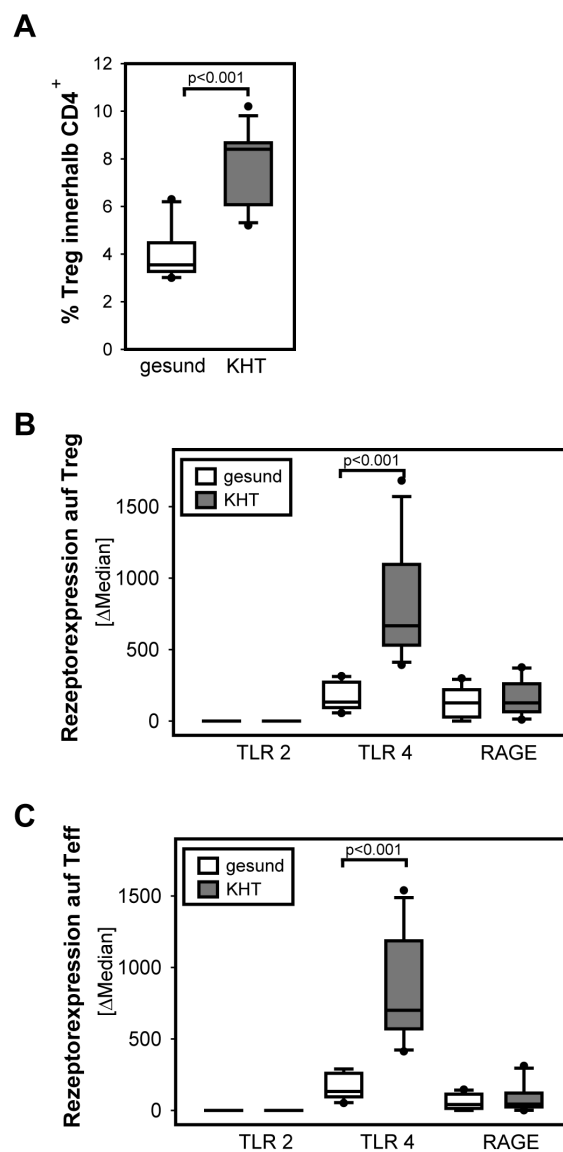 A
% Treg innerhalb CD4⁺
12
10
8
6
4
2
0
p<0.001
gesund KHT
B
Rezeptorexpression auf Treg
[ΔMedian]
1500
1000
500
0
gesund
KHT
p<0.001
TLR 2 TLR 4 RAGE
C
Rezeptorexpression auf Teff
[ΔMedian]
1500
1000
500
0
gesund
KHT
p<0.001
TLR 2 TLR 4 RAGE